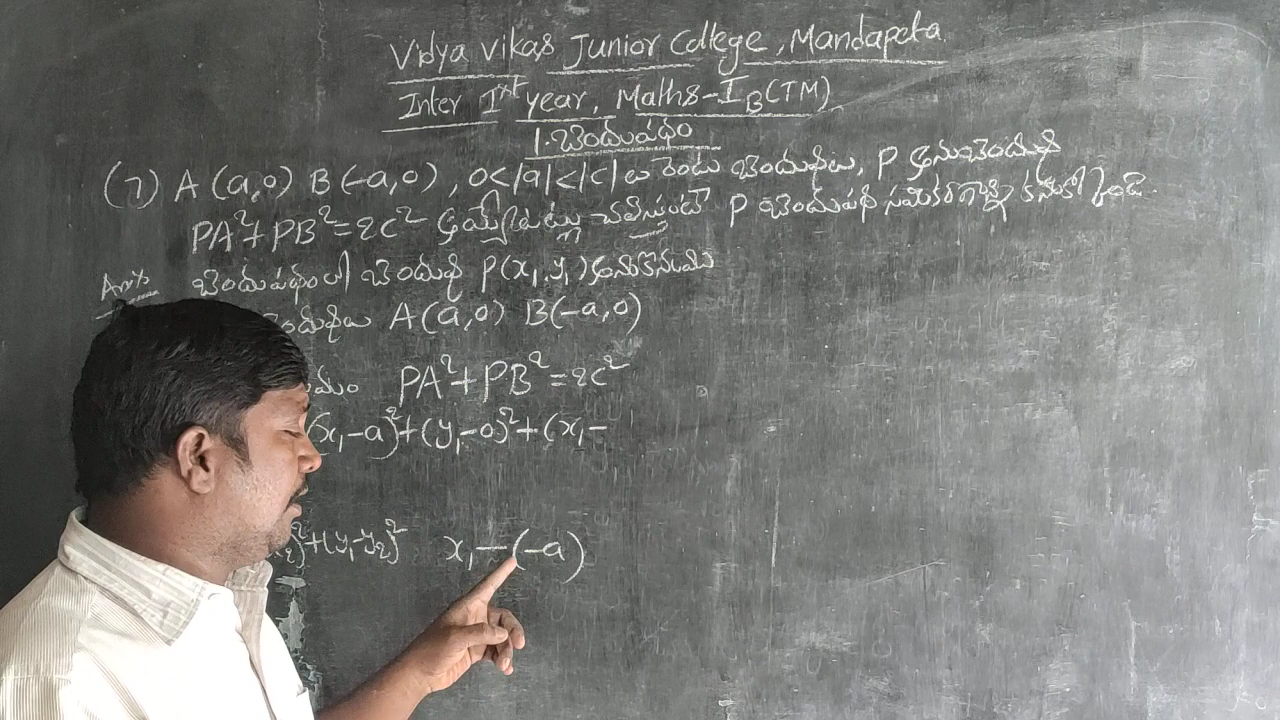 Vidya Vikas Junior College, Mandapeta.
Inter Ist year, Maths-IB(TM)
1. బిందుపథం
(7) A (a,0) B(-a,0), 0<|a|<|c| లు రెండు బిందువులు, P అనుబిందువు
PA²+PB²=2c² అయ్యేటట్లు చలిస్తుంటే P బిందుపథ సమీకరణాన్ని కనుక్కోండి.
Ans: బిందుపథంలో బిందువు P(x₁,y₁) అనుకొనుము
A(a,0) B(-a,0)
PA²+PB²=2c²
(x₁-a)²+(y₁-0)²+(x₁-
)²+(y₁-y₂)² x₁-(-a)